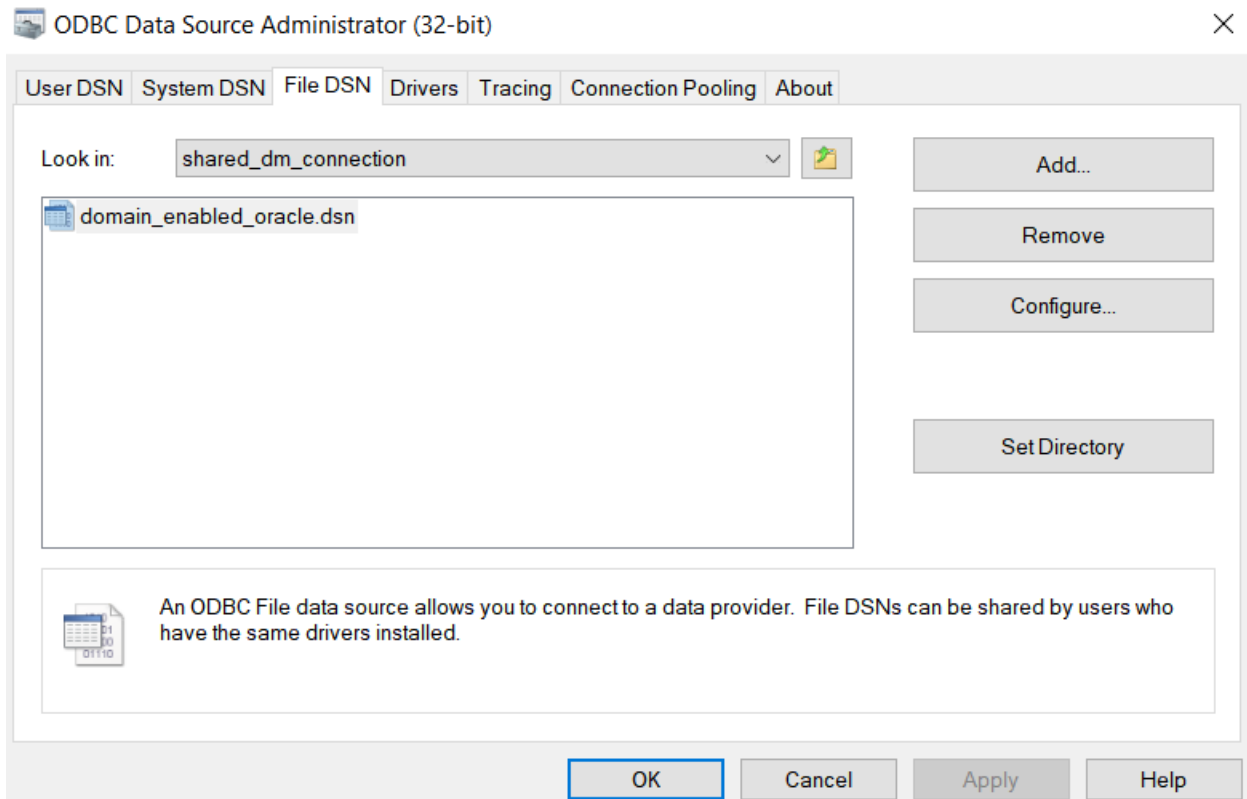 ODBC Data Source Administrator (32-bit)
User DSN System DSN File DSN Drivers Tracing Connection Pooling About
Look in: shared_dm_connection
Add...
domain_enabled_oracle.dsn
Remove
Configure...
Set Directory
An ODBC File data source allows you to connect to a data provider. File DSNs can be shared by users who
have the same drivers installed.
OK Cancel Apply Help